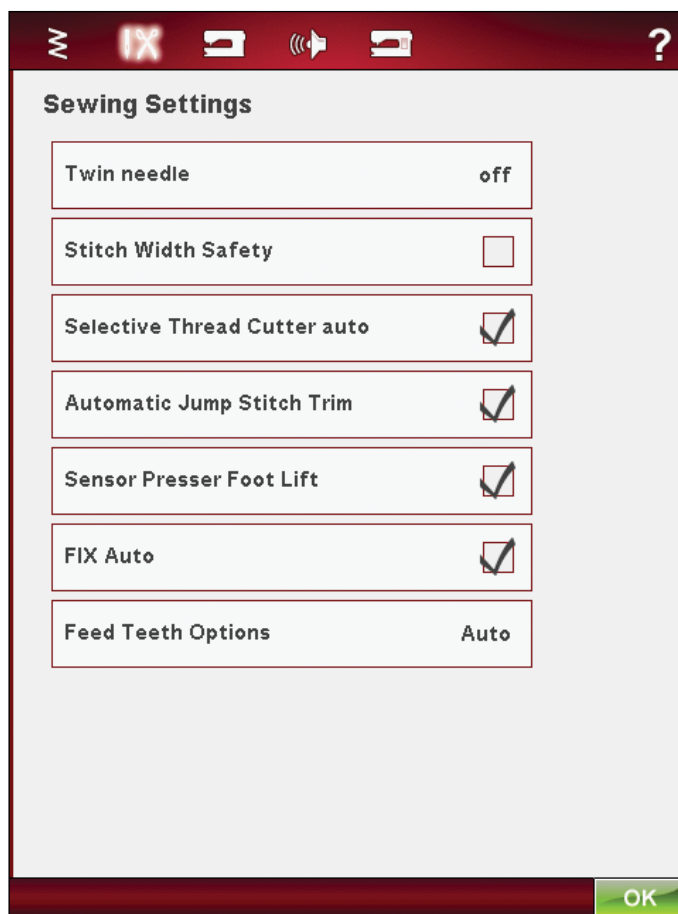 ?
Sewing Settings
Twin needle off
Stitch Width Safety
Selective Thread Cutter auto
Automatic Jump Stitch Trim
Sensor Presser Foot Lift
FIX Auto
Feed Teeth Options Auto
OK